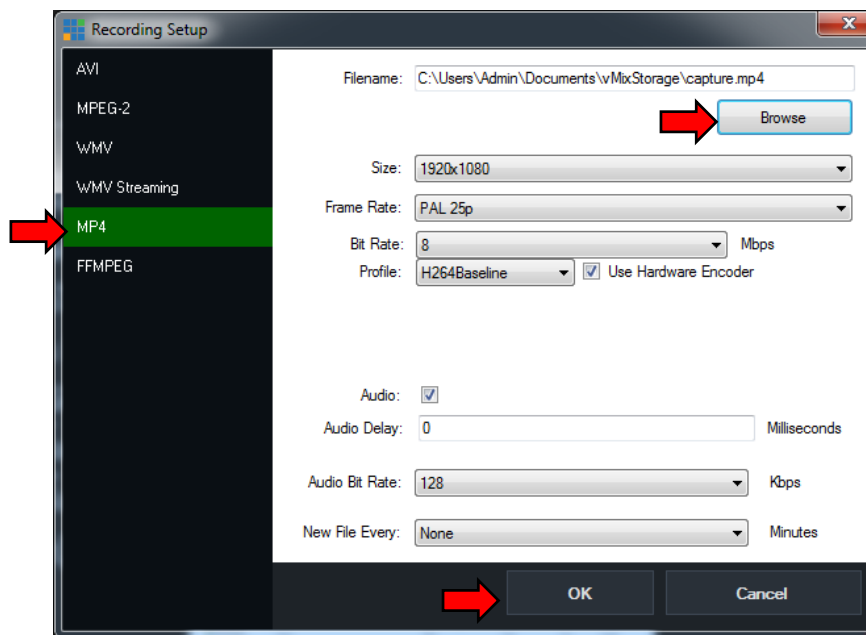 Recording Setup
AVI
MPEG-2
WMV
WMV Streaming
MP4
FFMPEG
Filename: C:\Users\Admin\Documents\vMixStorage\capture.mp4
Browse
Size: 1920x1080
Frame Rate: PAL 25p
Bit Rate: 8 Mbps
Profile: H264Baseline Use Hardware Encoder
Audio:
Audio Delay: 0 Milliseconds
Audio Bit Rate: 128 Kbps
New File Every: None Minutes
OK Cancel